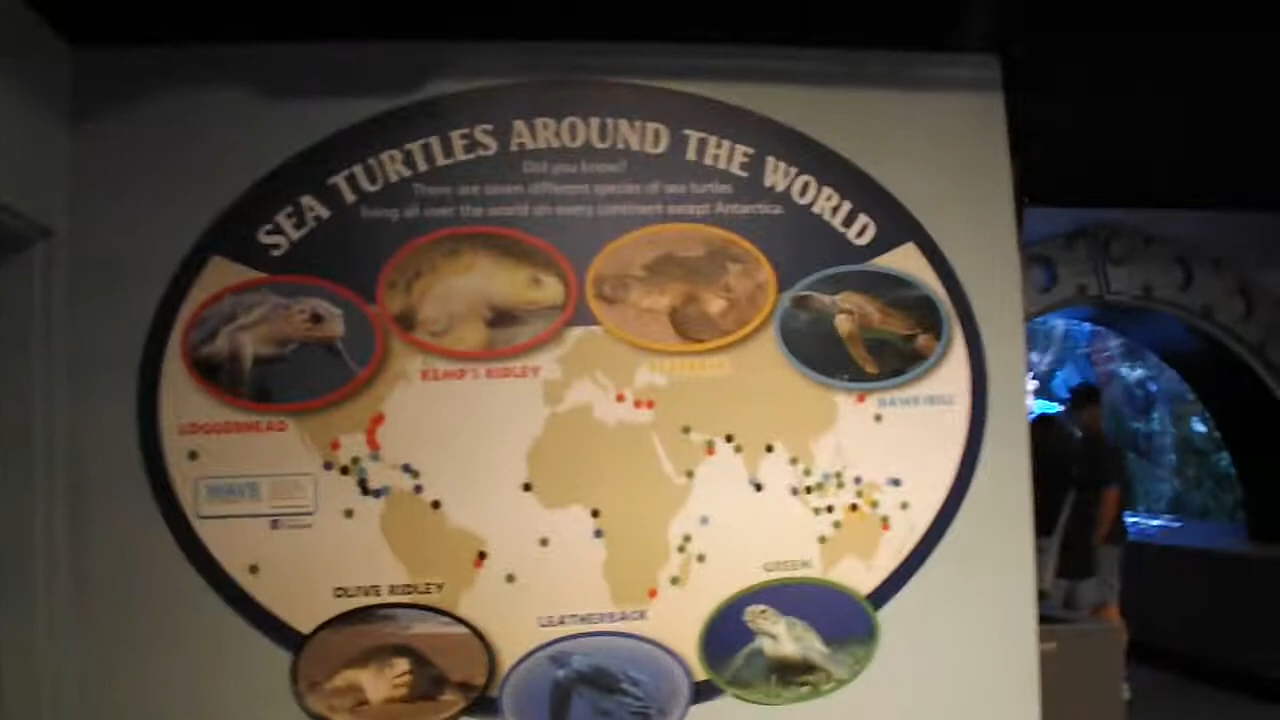 SEA TURTLES AROUND THE WORLD
Did you know?
There are seven different species of sea turtles
living all over the world on every continent except Antarctica.
KEMP'S RIDLEY
FLATBACK
HAWKSBILL
LOGGERHEAD
GREEN
OLIVE RIDLEY
LEATHERBACK